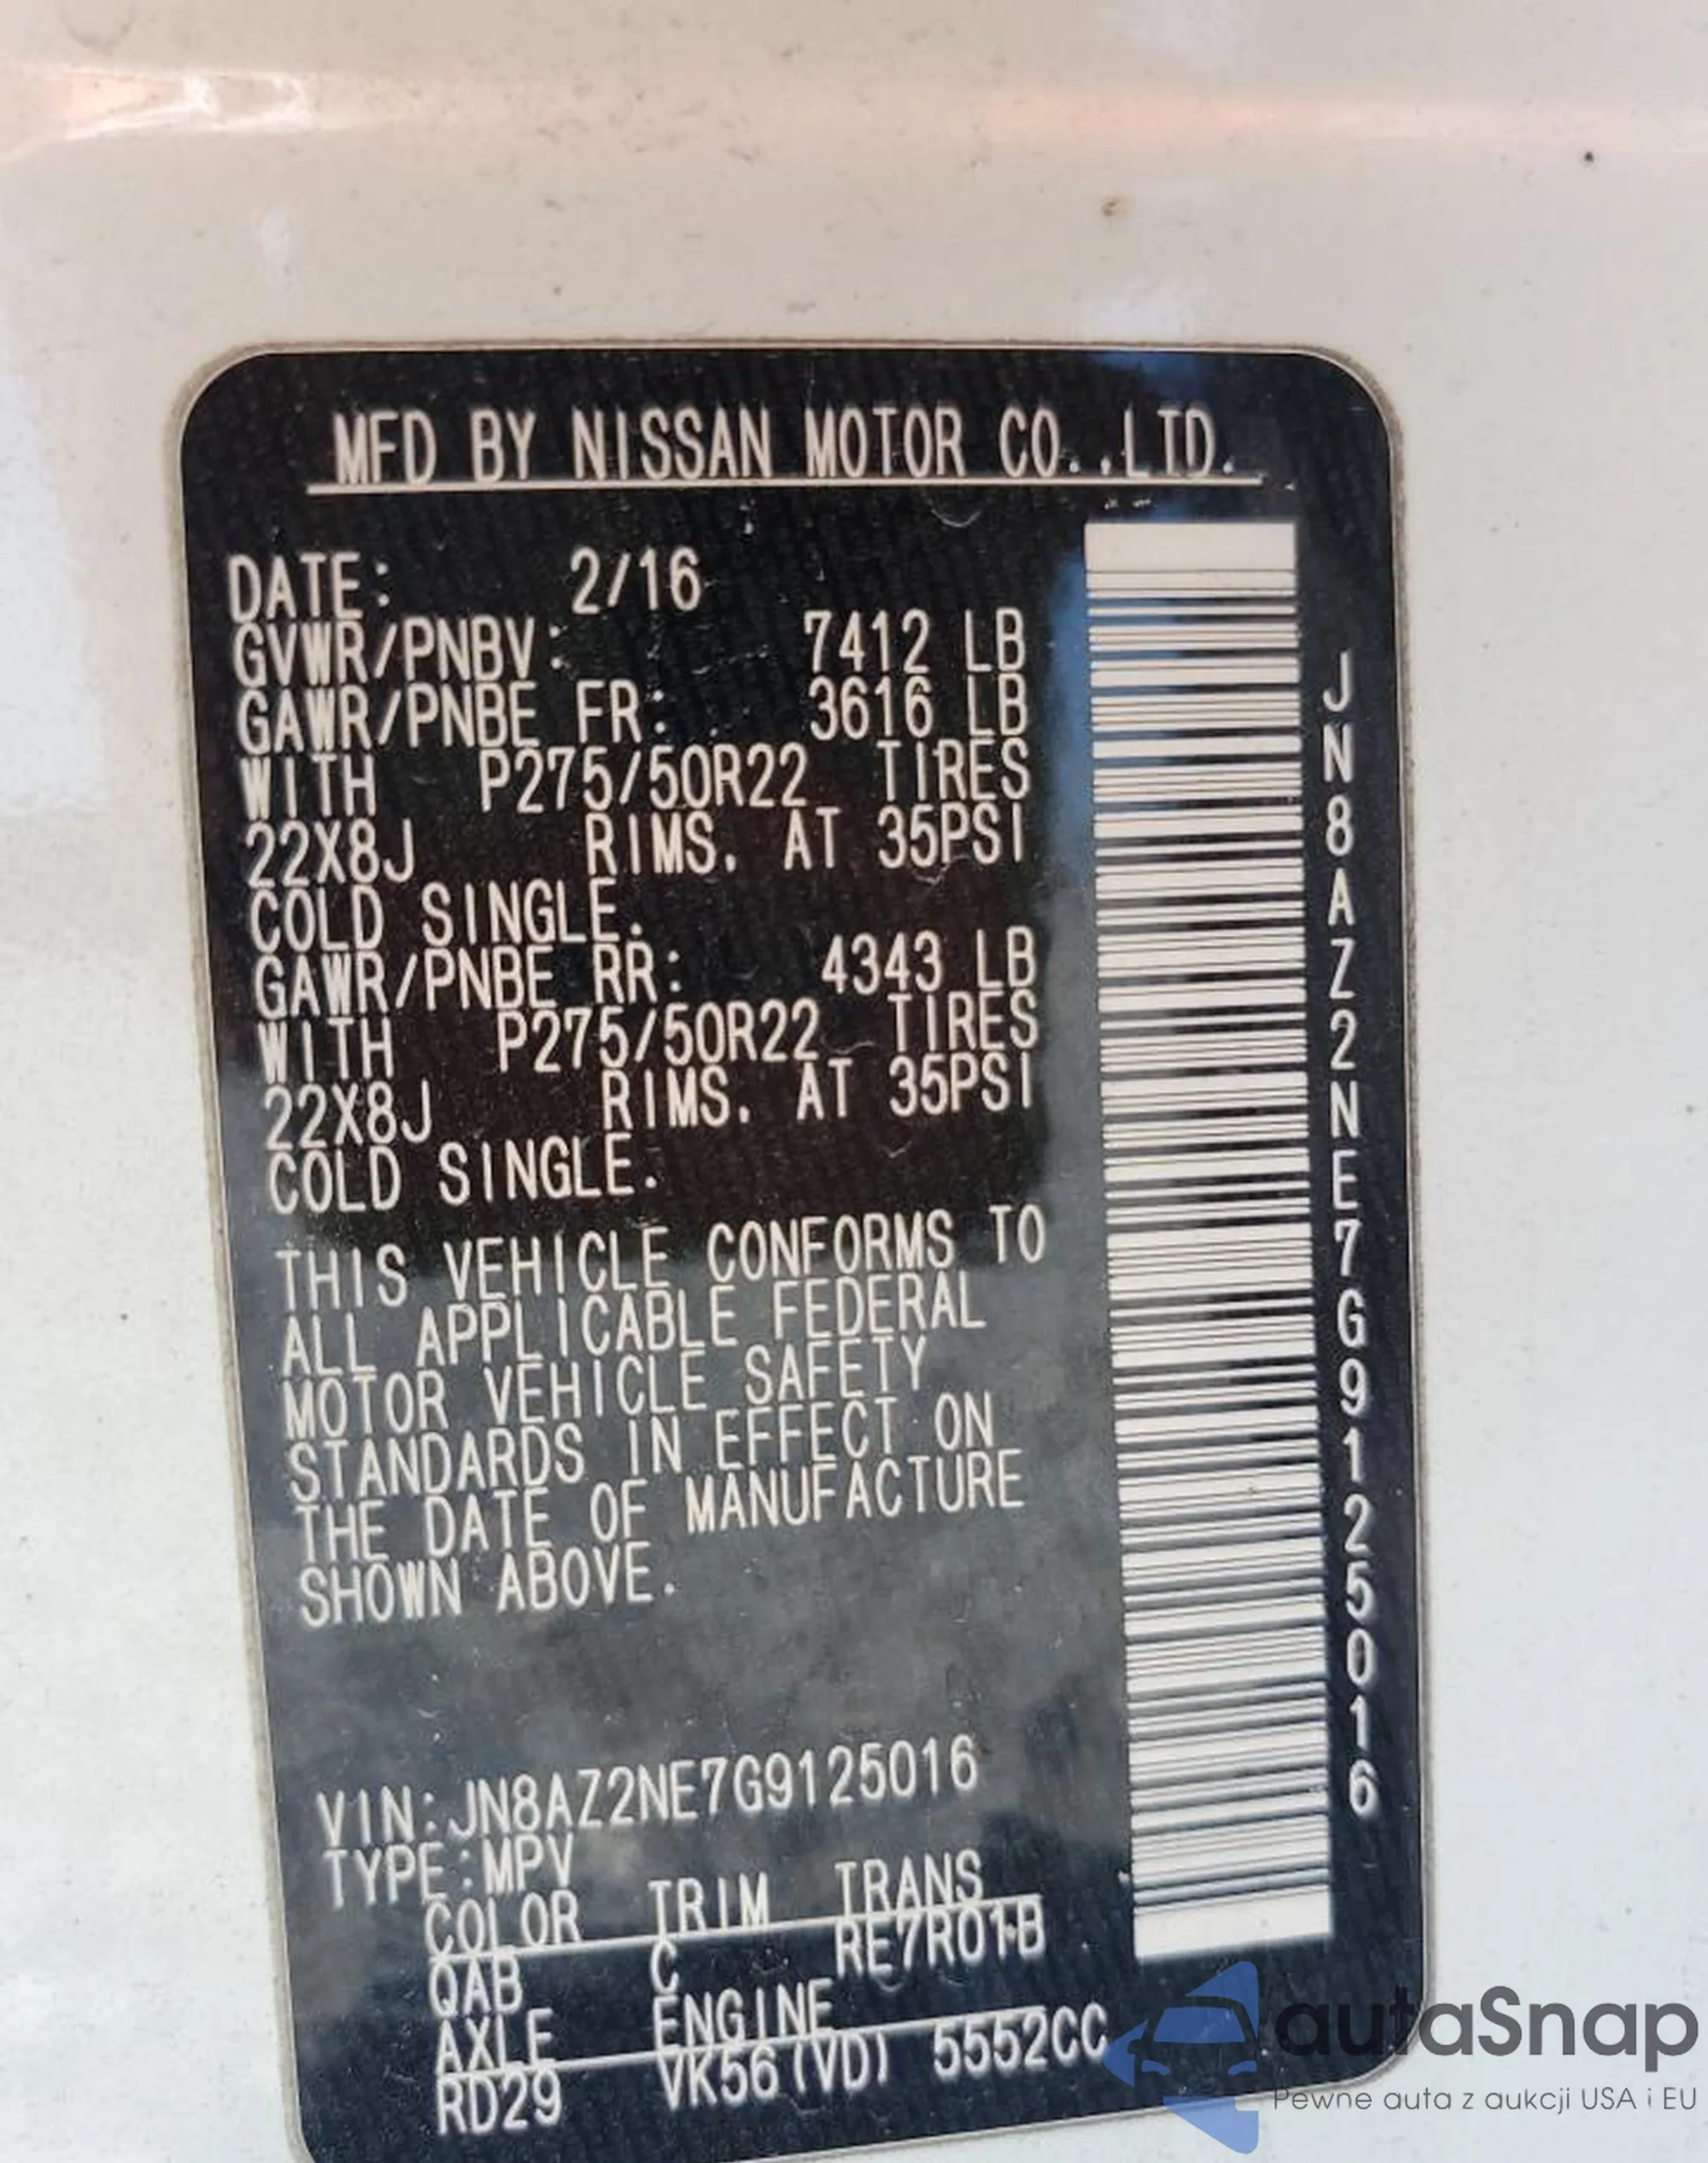 MFD BY NISSAN MOTOR CO.,LTD.
DATE: 2/16
GVWR/PNBV: 7412 LB
GAWR/PNBE FR: 3616 LB
WITH P275/50R22 TIRES
22X8J RIMS. AT 35PSI
COLD SINGLE.
GAWR/PNBE RR: 4343 LB
WITH P275/50R22 TIRES
22X8J RIMS. AT 35PSI
COLD SINGLE.
THIS VEHICLE CONFORMS TO
ALL APPLICABLE FEDERAL
MOTOR VEHICLE SAFETY
STANDARDS IN EFFECT ON
THE DATE OF MANUFACTURE
SHOWN ABOVE.
VIN:JN8AZ2NE7G9125016
TYPE:MPV
COLOR TRIM TRANS
QAB C RE7R01B
AXLE ENGINE
RD29 VK56(VD) 5552CC
JN8AZ2NE7G9125016
autaSnap
Pewne auta z aukcji USA i EU